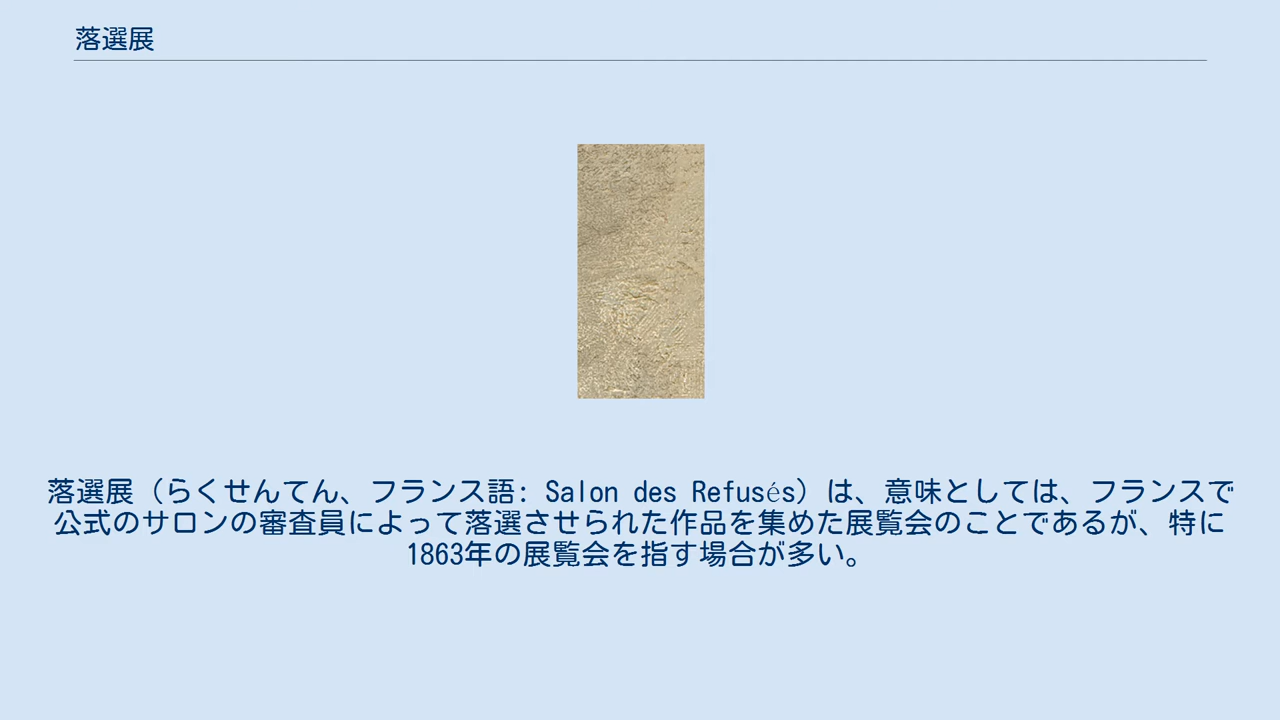 落選展
落選展（らくせんてん、フランス語: Salon des Refusés）は、意味としては、フランスで
公式のサロンの審査員によって落選させられた作品を集めた展覧会のことであるが、特に
1863年の展覧会を指す場合が多い。